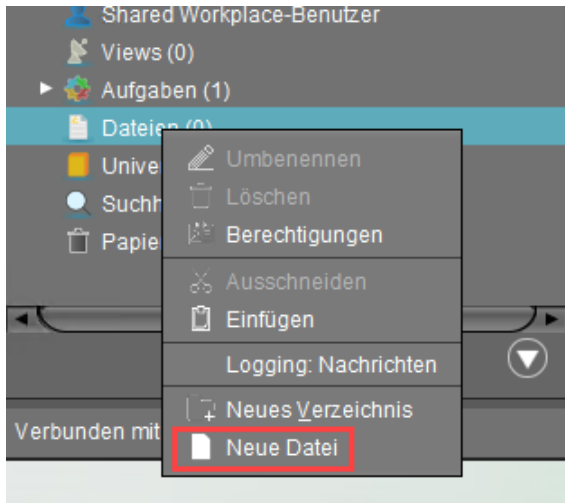 Shared Workplace-Benutzer
Views (0)
Aufgaben (1)
Dateien (0)
Umbenennen
Löschen
Berechtigungen
Ausschneiden
Einfügen
Logging: Nachrichten
Neues Verzeichnis
Verbunden mit
Neue Datei